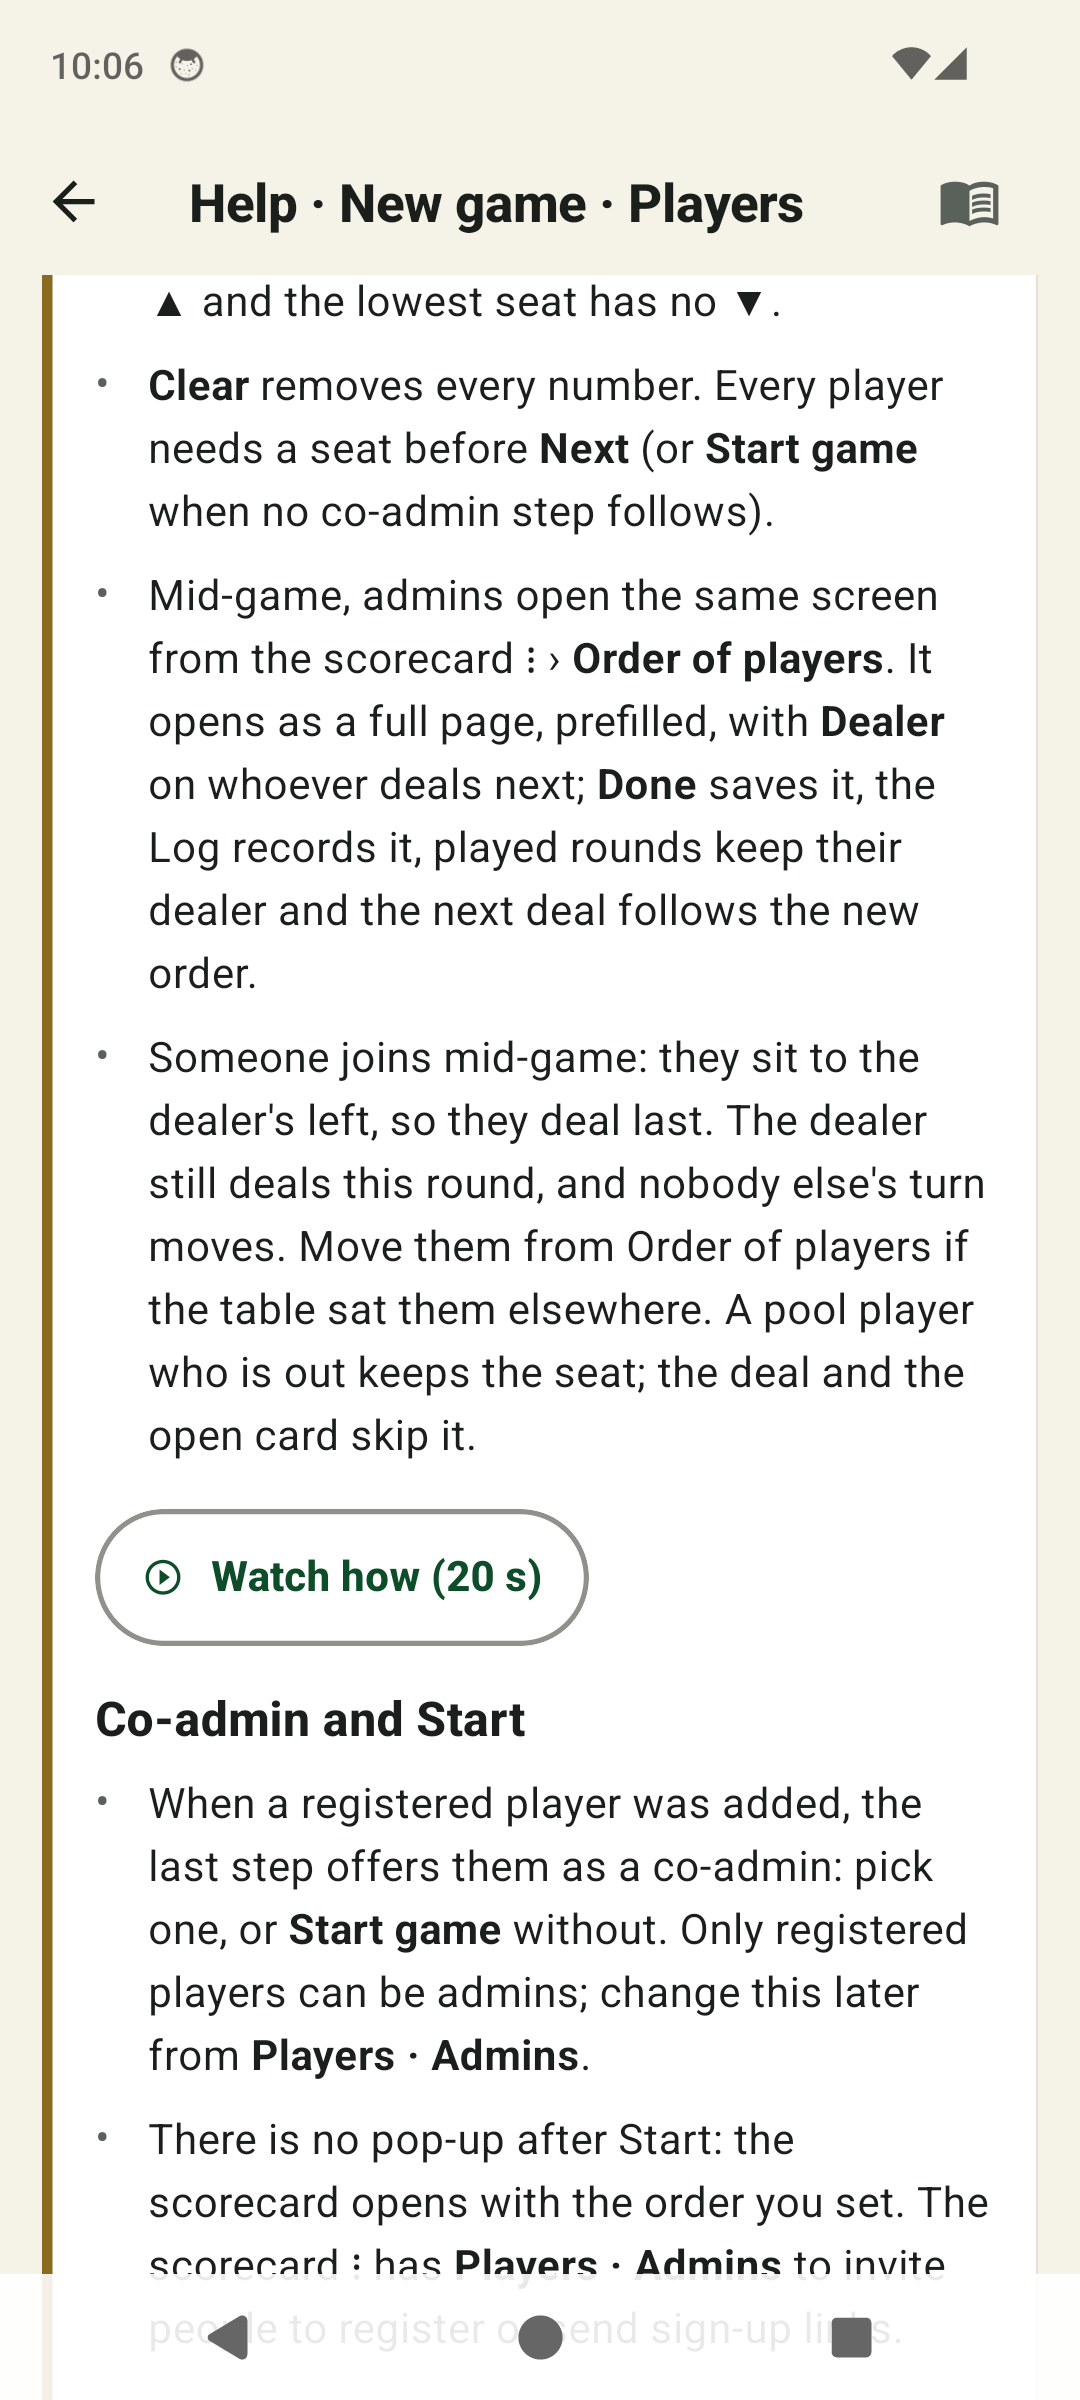 10:06
Help · New game · Players
▲ and the lowest seat has no ▼.
• Clear removes every number. Every player
needs a seat before Next (or Start game
when no co-admin step follows).
• Mid-game, admins open the same screen
from the scorecard ⋮ › Order of players. It
opens as a full page, prefilled, with Dealer
on whoever deals next; Done saves it, the
Log records it, played rounds keep their
dealer and the next deal follows the new
order.
• Someone joins mid-game: they sit to the
dealer's left, so they deal last. The dealer
still deals this round, and nobody else's turn
moves. Move them from Order of players if
the table sat them elsewhere. A pool player
who is out keeps the seat; the deal and the
open card skip it.
Watch how (20 s)
Co-admin and Start
• When a registered player was added, the
last step offers them as a co-admin: pick
one, or Start game without. Only registered
players can be admins; change this later
from Players · Admins.
• There is no pop-up after Start: the
scorecard opens with the order you set. The
scorecard ⋮ has Players · Admins to invite
people to register or send sign-up links.